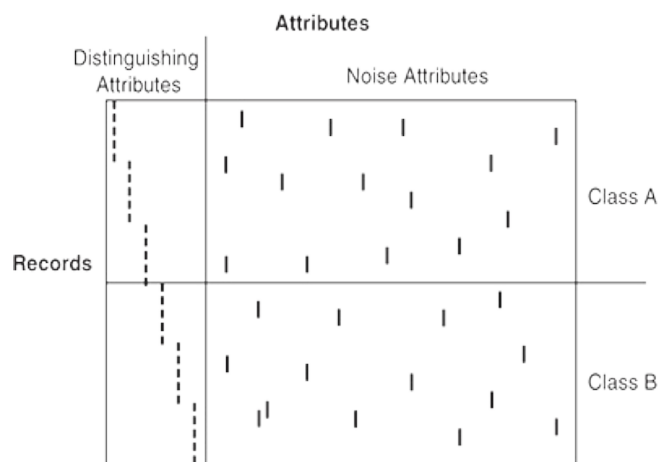 Attributes
Distinguishing
Attributes
Noise Attributes
Class A
Records
Class B